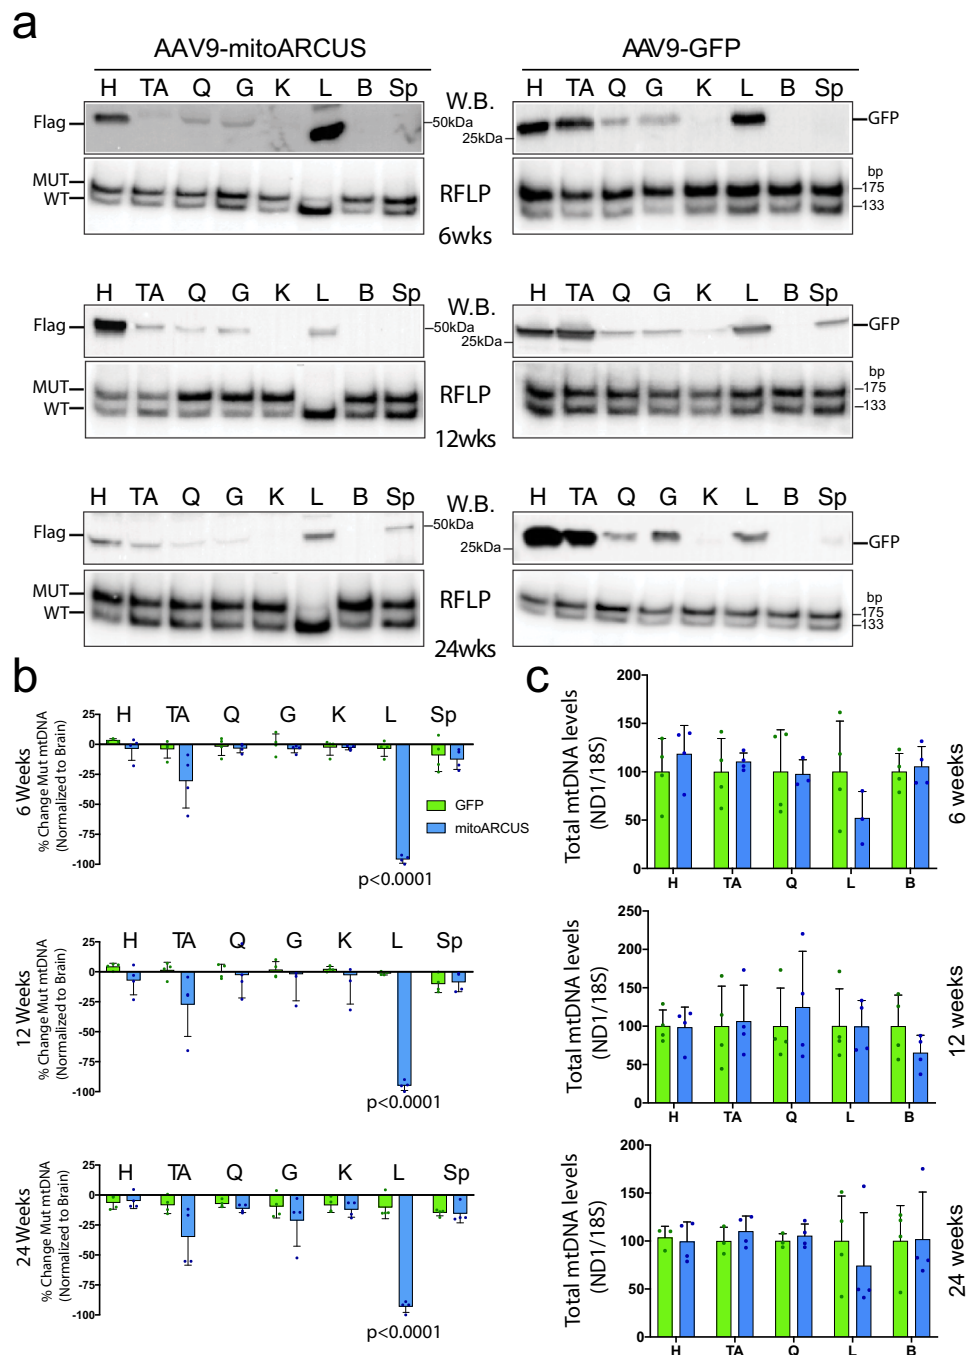 a
AAV9-mitoARCUS
AAV9-GFP
H TA Q G K L B Sp
W.B.
H TA Q G K L B Sp
Flag
50kDa
25kDa
GFP
MUT
WT
RFLP
bp
175
133
6wks
H TA Q G K L B Sp
W.B.
H TA Q G K L B Sp
Flag
50kDa
25kDa
GFP
MUT
WT
RFLP
bp
175
133
12wks
H TA Q G K L B Sp
W.B.
H TA Q G K L B Sp
Flag
50kDa
25kDa
GFP
MUT
WT
RFLP
bp
175
133
24wks
b
6 Weeks
% Change Mut mtDNA
(Normalized to Brain)
25
0
-25
-50
-75
-100
H TA Q G K L Sp
GFP
mitoARCUS
p<0.0001
12 Weeks
% Change Mut mtDNA
(Normalized to Brain)
25
0
-25
-50
-75
-100
H TA Q G K L Sp
p<0.0001
24 Weeks
% Change Mut mtDNA
(Normalized to Brain)
25
0
-25
-50
-75
-100
H TA Q G K L Sp
p<0.0001
c
Total mtDNA levels
(ND1/18S)
200
150
100
50
0
H TA Q L B
6 weeks
Total mtDNA levels
(ND1/18S)
250
200
150
100
50
0
H TA Q L B
12 weeks
Total mtDNA levels
(ND1/18S)
200
150
100
50
0
H TA Q L B
24 weeks